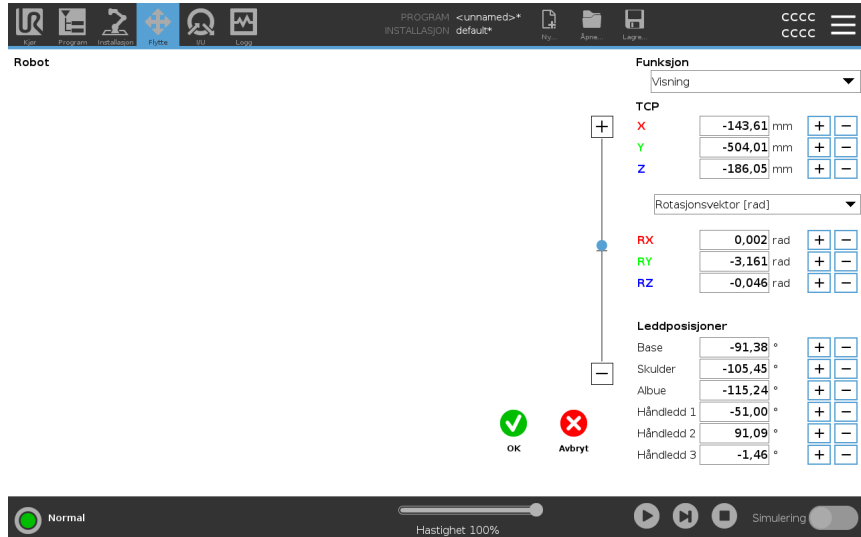 UR
Kjør
Program
Installasjon
Flytte
I/U
Logg
PROGRAM <unnamed>*
INSTALLASJON default*
Ny...
Åpne...
Lagre...
CCCC
CCCC
Robot
Funksjon
Visning
TCP
X -143,61 mm + −
Y -504,01 mm + −
Z -186,05 mm + −
Rotasjonsvektor [rad]
RX 0,002 rad + −
RY -3,161 rad + −
RZ -0,046 rad + −
Leddposisjoner
Base -91,38 ° + −
Skulder -105,45 ° + −
Albue -115,24 ° + −
Håndledd 1 -51,00 ° + −
Håndledd 2 91,09 ° + −
Håndledd 3 -1,46 ° + −
+
−
OK
Avbryt
Normal
Hastighet 100%
Simulering